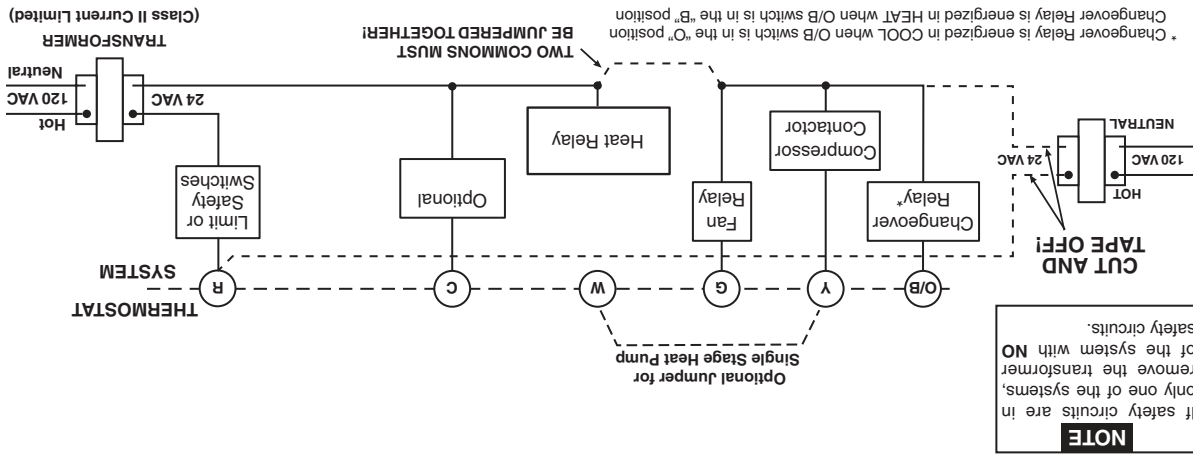 NOTE
If safety circuits are in
only one of the systems,
remove the transformer
of the system with NO
safety circuits.
Optional Jumper for
Single Stage Heat Pump
THERMOSTAT
SYSTEM
O/B
Y
G
W
C
R
CUT AND
TAPE OFF!
HOT
120 VAC
NEUTRAL
24 VAC
Changeover
Relay*
Compressor
Contactor
Fan
Relay
Heat Relay
Optional
Limit or
Safety
Switches
Hot
120 VAC
Neutral
24 VAC
TRANSFORMER
(Class II Current Limited)
TWO COMMONS MUST
BE JUMPERED TOGETHER!
* Changeover Relay is energized in COOL when O/B switch is in the “O” position
Changeover Relay is energized in HEAT when O/B switch is in the “B” position